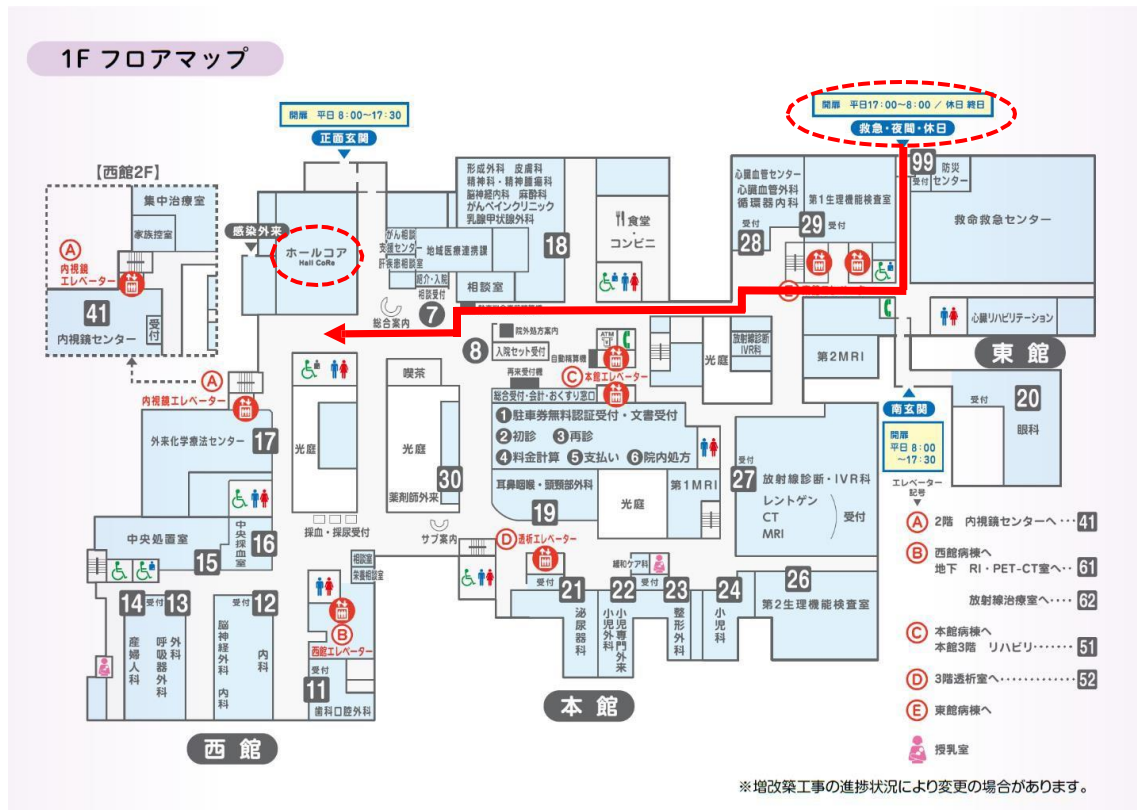 1F フロアマップ
開扉 平日 8:00〜17:30
正面玄関
開扉 平日17:00〜8:00 / 休日 終日
救急・夜間・休日
【西館2F】
集中治療室
家族控室
A
内視鏡
エレベーター
41
受付
内視鏡センター
感染外来
ホールコア
Hall CoRe
がん相談
支援センター
肝疾患相談室
地域医療連携課
紹介・入院
相談受付
7
総合案内
相談室
形成外科 皮膚科
精神科・精神腫瘍科
脳神経内科 麻酔科
がんペインクリニック
乳腺甲状腺外科
18
食堂
・
コンビニ
心臓血管センター
心臓血管外科
循環器内科
受付
28
第1生理機能検査室
29
受付
99
受付
防災
センター
救命救急センター
心臓リハビリテーション
東館
第2MRI
放射線診断
IVR科
光庭
院外処方案内
8
入院セット受付
ATM
自動精算機
再来受付機
C 本館エレベーター
総合受付・会計・おくすり窓口
1 駐車券無料認証受付・文書受付
2 初診 3 再診
4 料金計算 5 支払い 6 院内処方
耳鼻咽喉・頭頸部外科
19
光庭
第1MRI
受付
27
放射線診断・IVR科
レントゲン
CT
MRI
受付
南玄関
開扉
平日 8:00
〜17:30
受付
20
眼科
A
内視鏡エレベーター
外来化学療法センター
17
光庭
喫茶
光庭
30
薬剤師外来
採血・採尿受付
サブ案内
中央処置室
15
中央採血室
16
14
受付
13
受付
12
産婦人科
呼吸器外科
外科
脳神経外科
内科
内科
相談室
栄養相談室
B
西館エレベーター
受付
11
歯科口腔外科
西館
D 透析エレベーター
受付
21
泌尿器科
緩和ケア科
22
受付
23
小児外科
小児専門外来
整形外科
24
小児科
26
第2生理機能検査室
本館
エレベーター
記号
A 2階 内視鏡センターへ・・・41
B 西館病棟へ
地下 RI・PET-CT室へ・・61
放射線治療室へ・・・・62
C 本館病棟へ
本館3階 リハビリ・・・・・・・51
D 3階透析室へ・・・・・・・・・・・・・52
E 東館病棟へ
授乳室
※増改築工事の進捗状況により変更の場合があります。